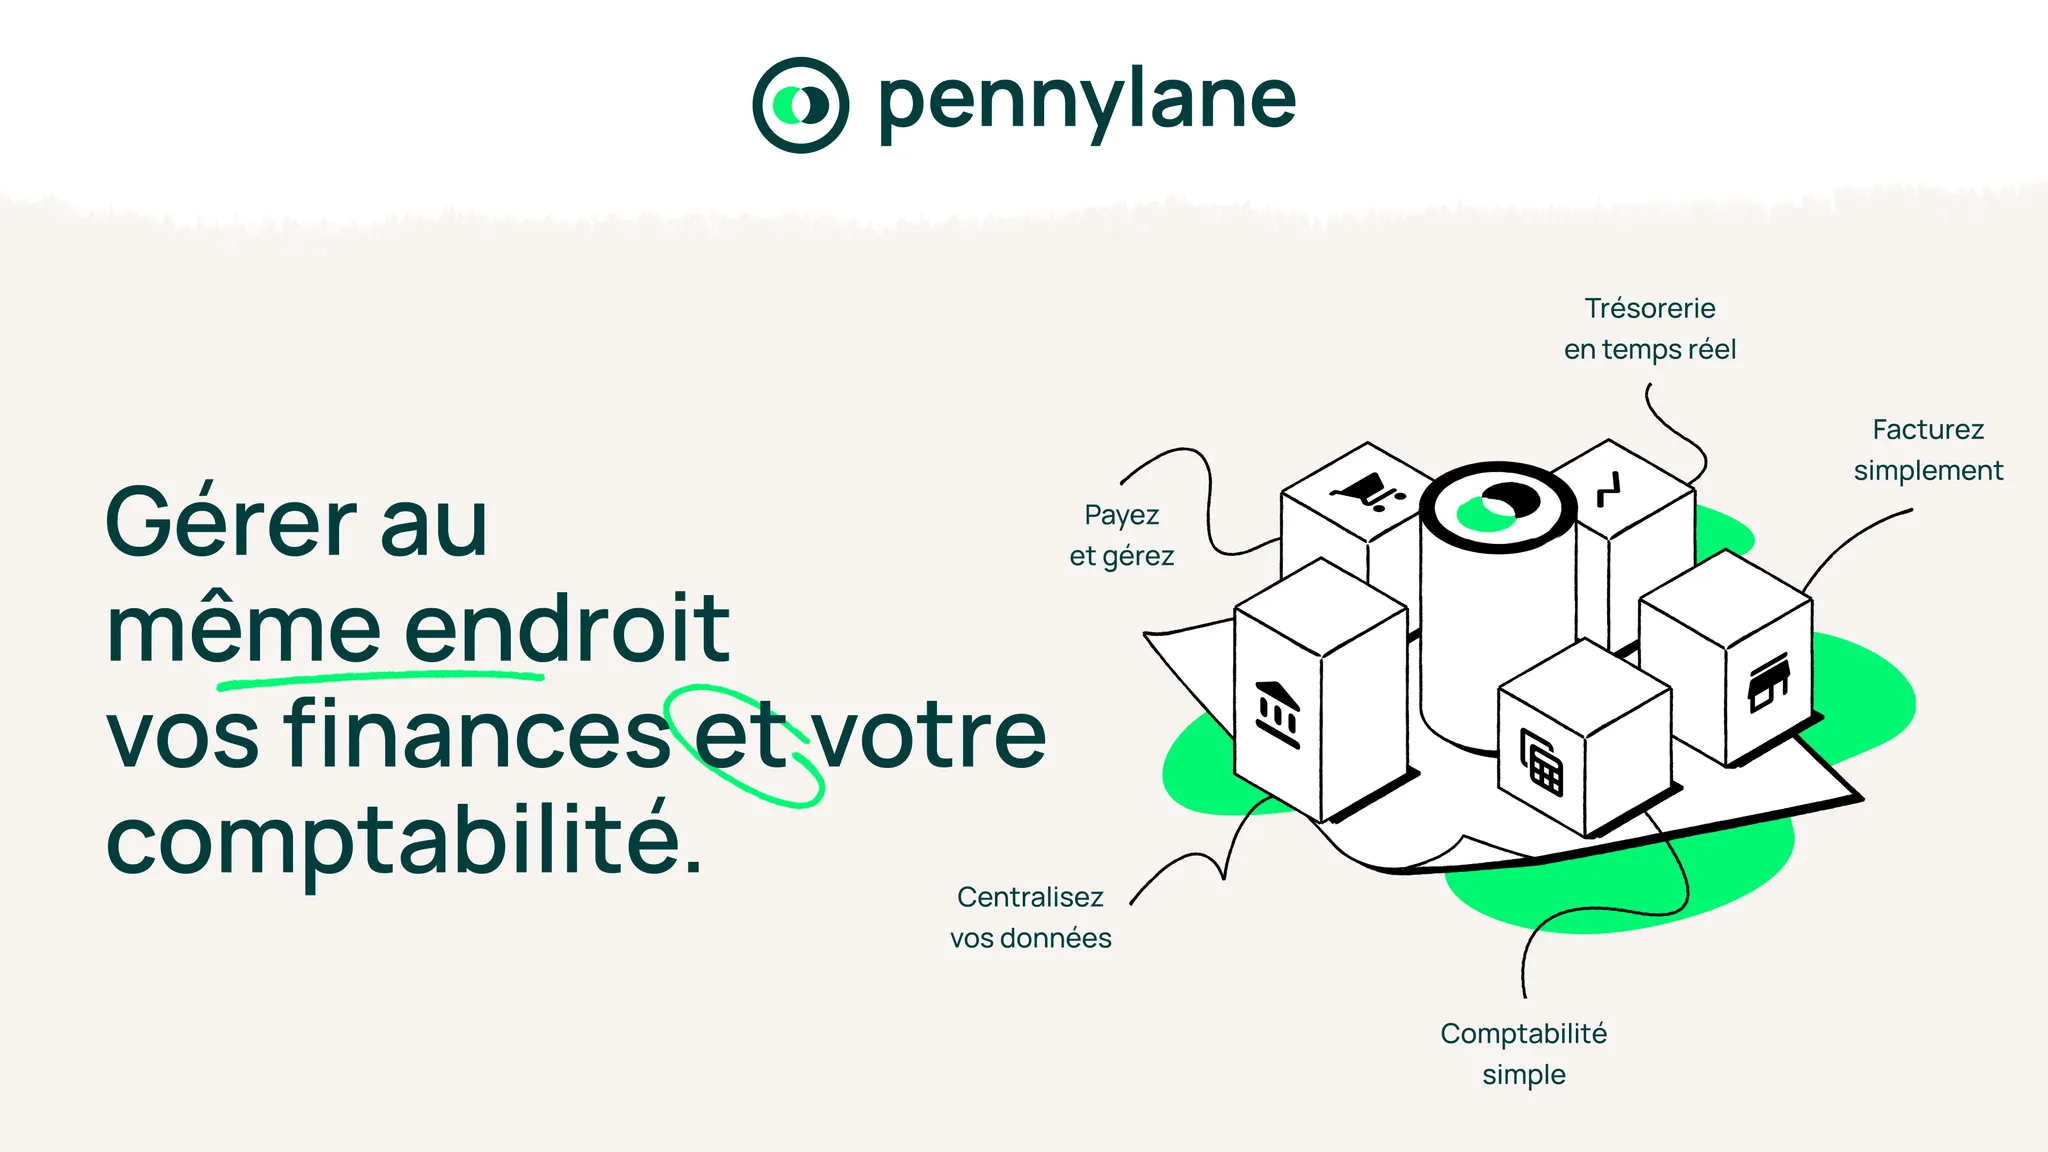 pennylane
Gérer au
même endroit
vos finances et votre
comptabilité.
Trésorerie
en temps réel
Facturez
simplement
Payez
et gérez
Centralisez
vos données
Comptabilité
simple